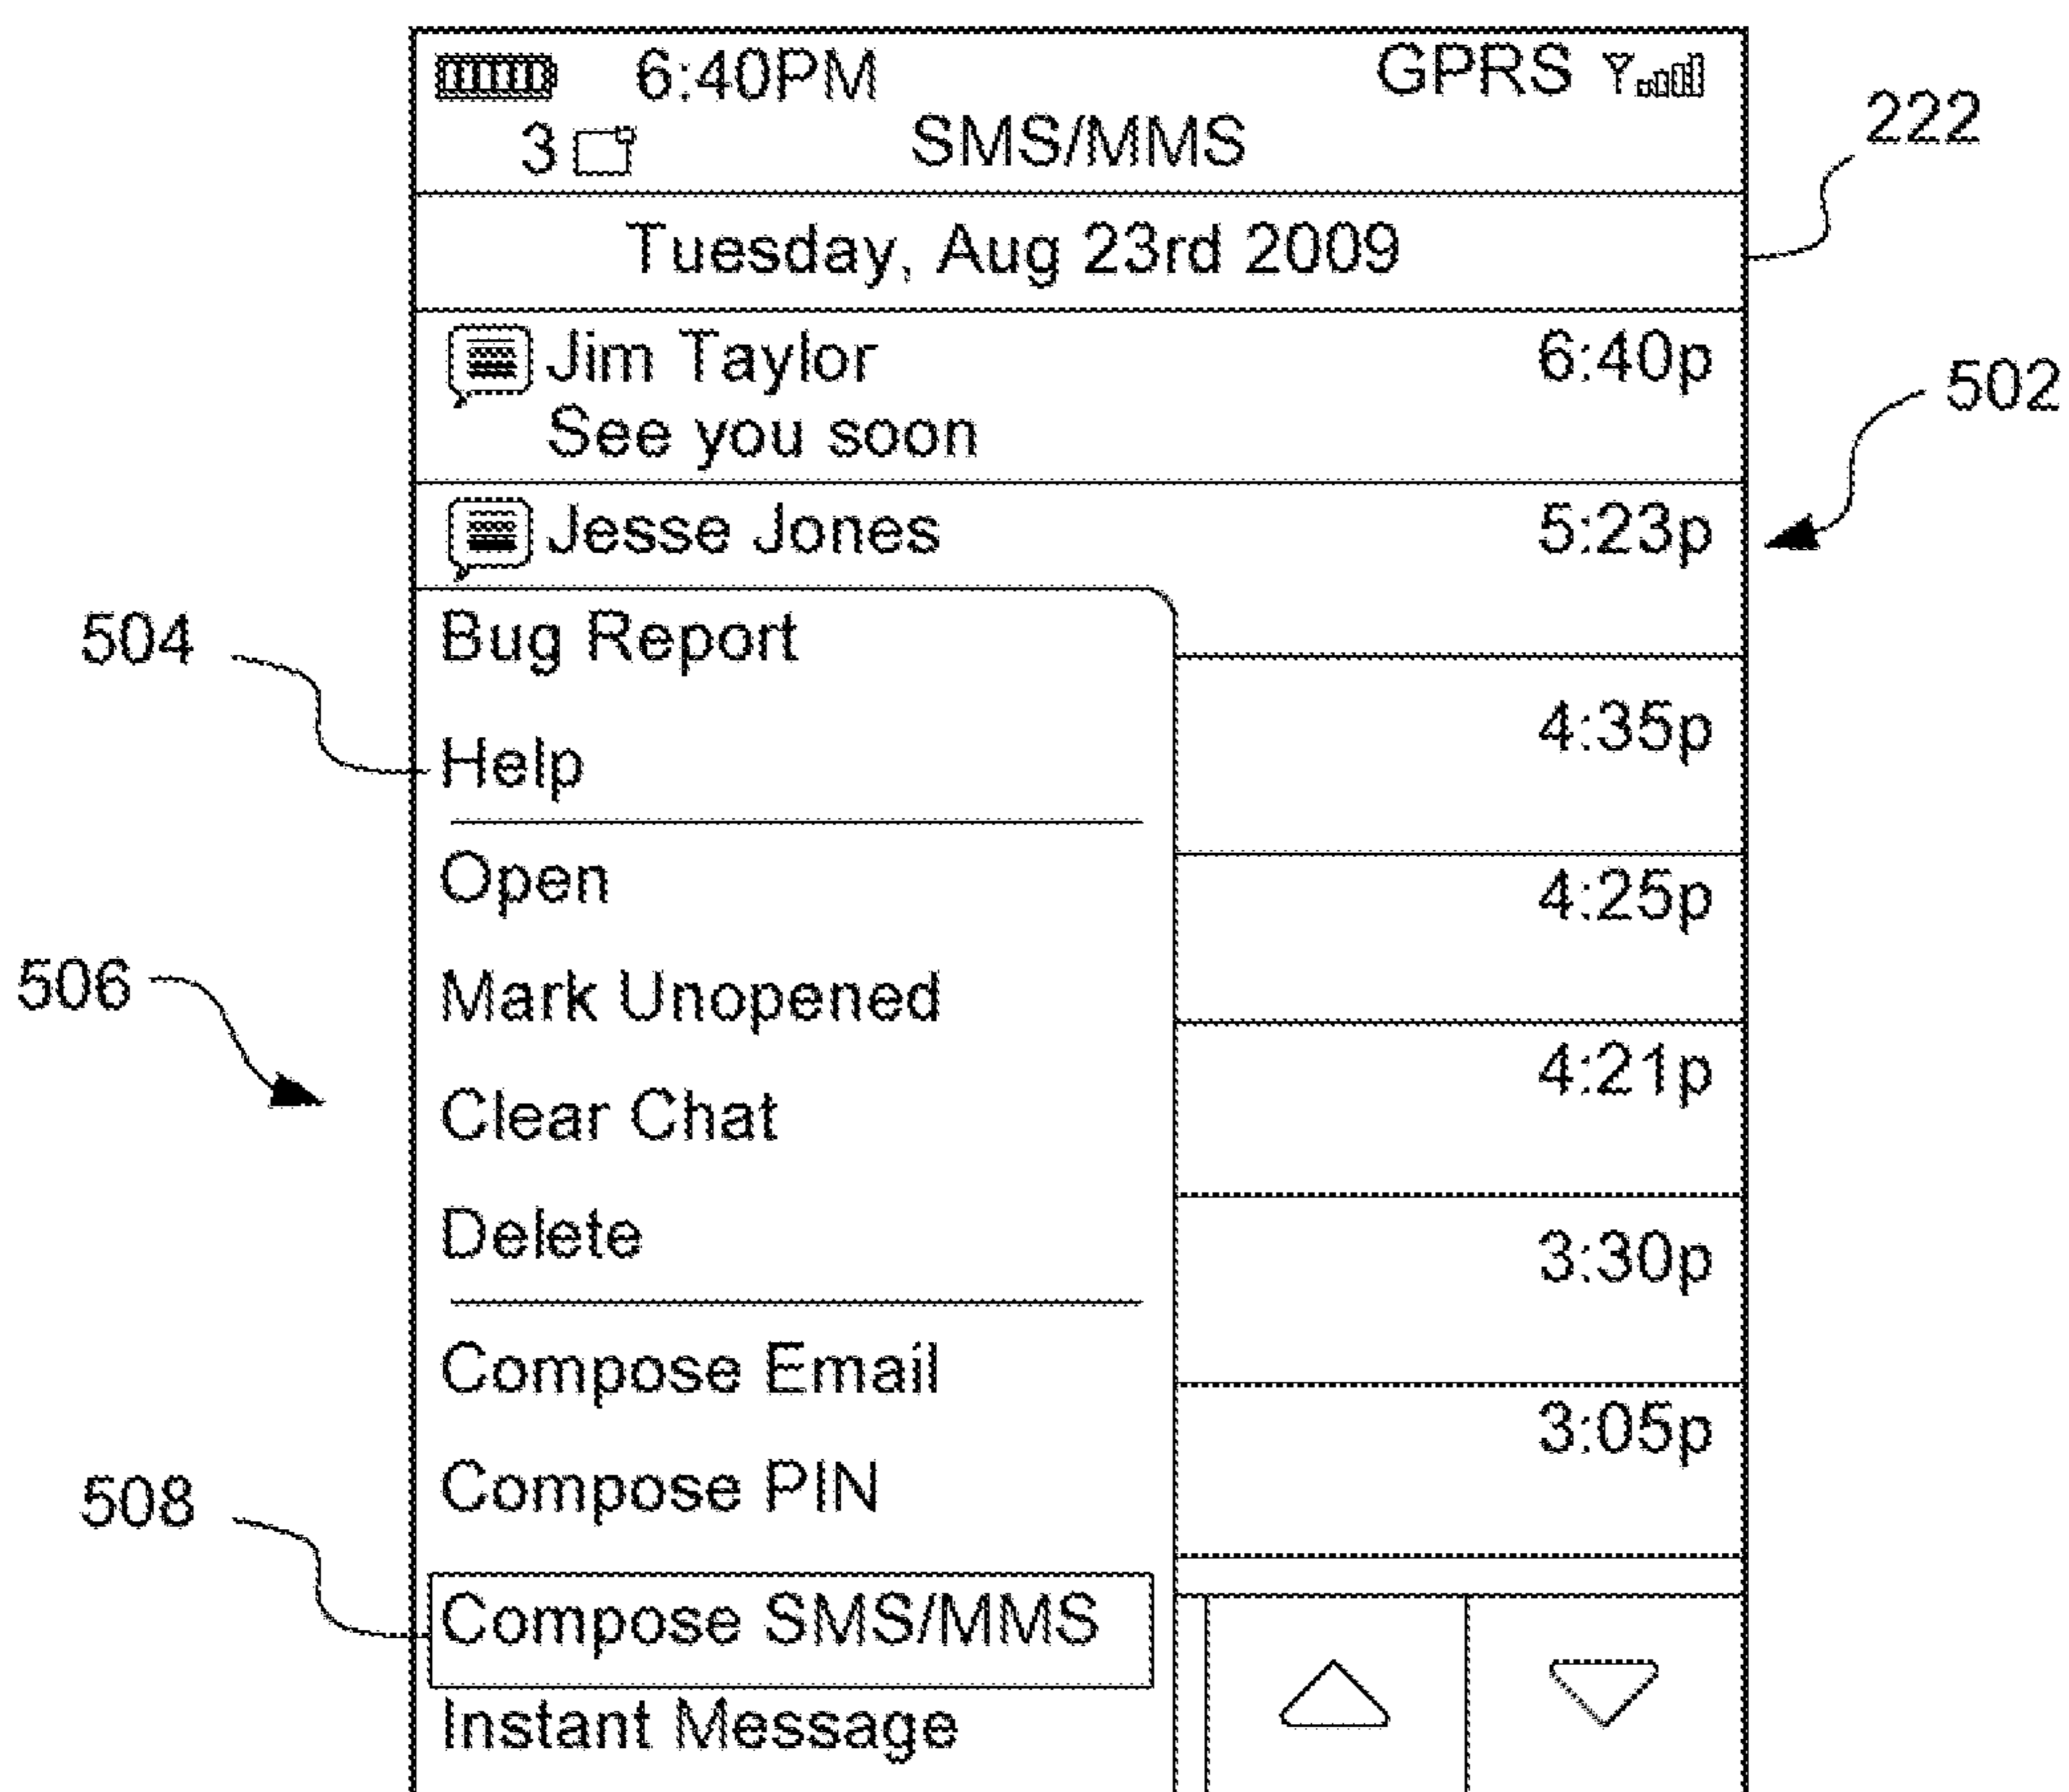 6:40PM GPRS
3 SMS/MMS
222
Tuesday, Aug 23rd 2009
Jim Taylor 6:40p
See you soon
502
Jesse Jones 5:23p
504
Bug Report
4:35p
Help
Open 4:25p
506
Mark Unopened
4:21p
Clear Chat
Delete 3:30p
Compose Email
3:05p
Compose PIN
508
Compose SMS/MMS
Instant Message